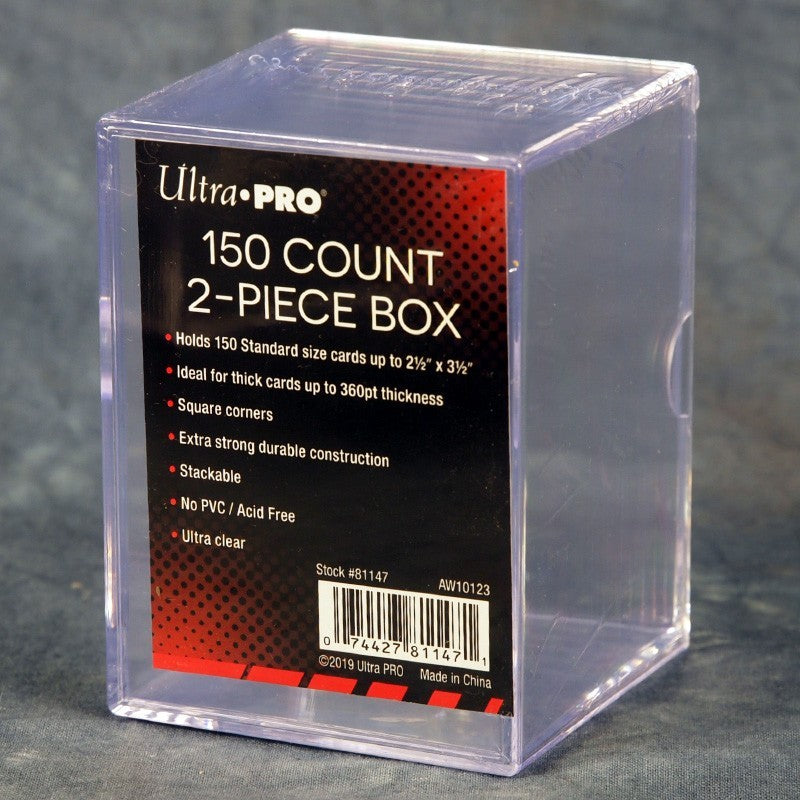 Ultra•PRO®
150 COUNT
2-PIECE BOX
• Holds 150 Standard size cards up to 2½" x 3½"
• Ideal for thick cards up to 360pt thickness
• Square corners
• Extra strong durable construction
• Stackable
• No PVC / Acid Free
• Ultra clear
Stock #81147 AW10123
0 74427 81147 1
©2019 Ultra PRO Made in China